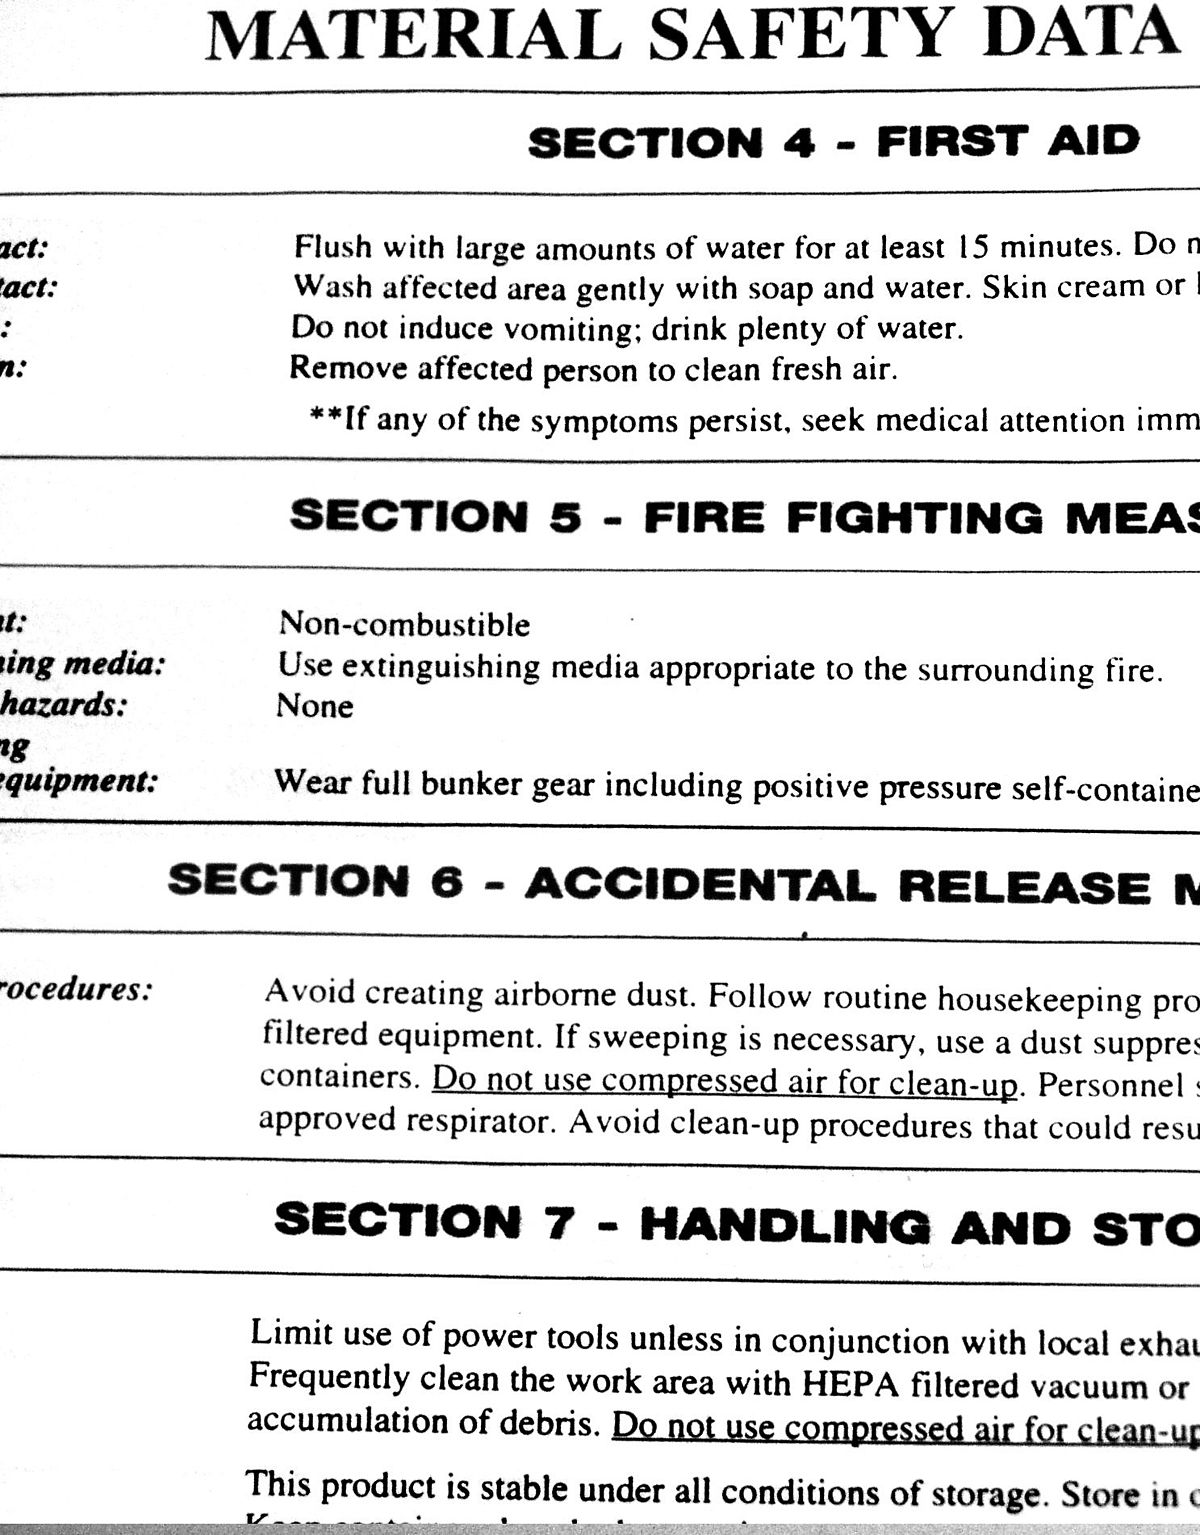 MATERIAL SAFETY DATA
SECTION 4 - FIRST AID
act: Flush with large amounts of water for at least 15 minutes. Do n
tact: Wash affected area gently with soap and water. Skin cream or l
: Do not induce vomiting; drink plenty of water.
n: Remove affected person to clean fresh air.
**If any of the symptoms persist, seek medical attention imm
SECTION 5 - FIRE FIGHTING MEAS
nt: Non-combustible
hing media: Use extinguishing media appropriate to the surrounding fire.
hazards: None
ng
equipment: Wear full bunker gear including positive pressure self-containe
SECTION 6 - ACCIDENTAL RELEASE M
rocedures: Avoid creating airborne dust. Follow routine housekeeping pro
filtered equipment. If sweeping is necessary, use a dust suppres
containers. Do not use compressed air for clean-up. Personnel s
approved respirator. Avoid clean-up procedures that could resu
SECTION 7 - HANDLING AND STO
Limit use of power tools unless in conjunction with local exhau
Frequently clean the work area with HEPA filtered vacuum or
accumulation of debris. Do not use compressed air for clean-up
This product is stable under all conditions of storage. Store in c